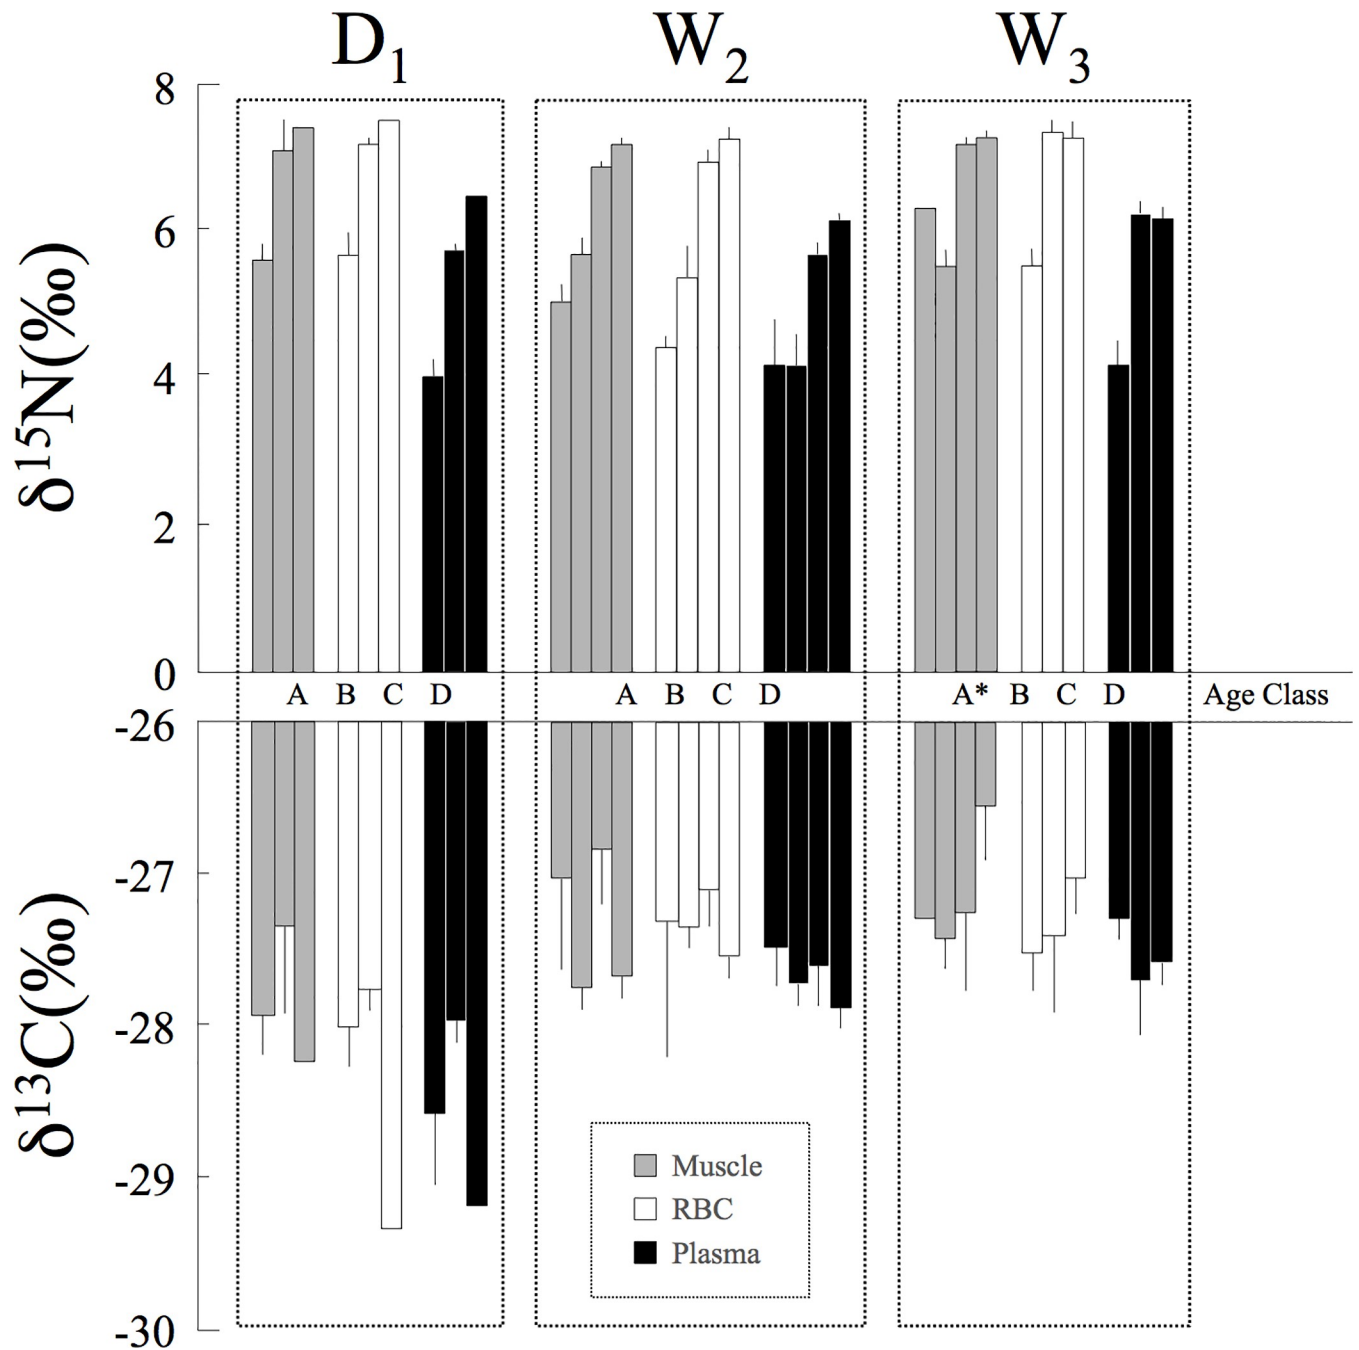 D1 W2 W3
8
6
4
2
0
δ15N(‰)
A B C D A B C D A* B C D Age Class
-26
-27
-28
-29
-30
δ13C(‰)
Muscle
RBC
Plasma